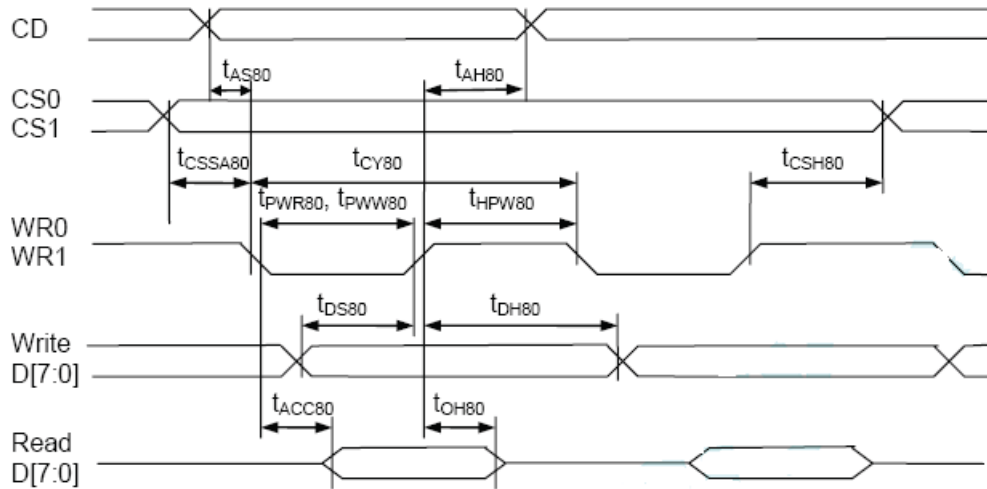 CD
tAS80 tAH80
CS0
CS1
tCSSA80 tCY80 tCSH80
tPWR80, tPWW80 tHPW80
WR0
WR1
tDS80 tDH80
Write
D[7:0]
tACC80 tOH80
Read
D[7:0]